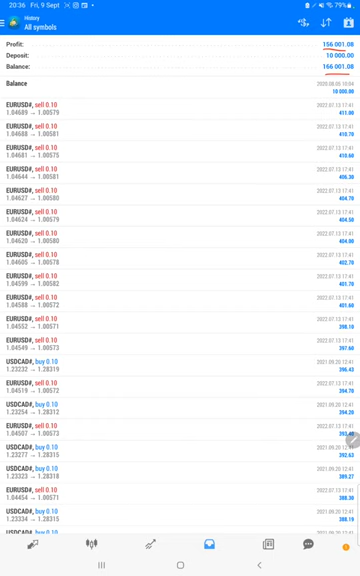 20:36 Fri, 9 Sept 79%
History
All symbols
Profit: 156 001.08
Deposit: 10 000.00
Balance: 166 001.08
Balance 2020.08.05 10:04
10 000.00
EURUSD#, sell 0.10 2022.07.13 17:41
1.04689 → 1.00579 411.00
EURUSD#, sell 0.10 2022.07.13 17:41
1.04688 → 1.00581 410.70
EURUSD#, sell 0.10 2022.07.13 17:41
1.04681 → 1.00575 410.60
EURUSD#, sell 0.10 2022.07.13 17:41
1.04644 → 1.00581 406.30
EURUSD#, sell 0.10 2022.07.13 17:41
1.04627 → 1.00580 404.70
EURUSD#, sell 0.10 2022.07.13 17:41
1.04624 → 1.00579 404.50
EURUSD#, sell 0.10 2022.07.13 17:41
1.04620 → 1.00580 404.00
EURUSD#, sell 0.10 2022.07.13 17:41
1.04605 → 1.00578 402.70
EURUSD#, sell 0.10 2022.07.13 17:41
1.04599 → 1.00582 401.70
EURUSD#, sell 0.10 2022.07.13 17:41
1.04588 → 1.00572 401.60
EURUSD#, sell 0.10 2022.07.13 17:41
1.04552 → 1.00571 398.10
EURUSD#, sell 0.10 2022.07.13 17:41
1.04549 → 1.00573 397.60
USDCAD#, buy 0.10 2021.09.20 12:41
1.23232 → 1.28319 396.43
EURUSD#, sell 0.10 2022.07.13 17:41
1.04519 → 1.00572 394.70
USDCAD#, buy 0.10 2021.09.20 12:41
1.23254 → 1.28312 394.20
EURUSD#, sell 0.10 2022.07.13 17:41
1.04507 → 1.00573
USDCAD#, buy 0.10 2021.09.20
1.23277 → 1.28315 392.63
USDCAD#, buy 0.10 2021.09.20 12:41
1.23323 → 1.28318 389.27
EURUSD#, sell 0.10 2022.07.13 17:41
1.04454 → 1.00571 388.30
USDCAD#, buy 0.10 2021.09.20 12:41
1.23334 → 1.28315 388.19
USDCAD#, buy 0.10 2021.09.20 12:41